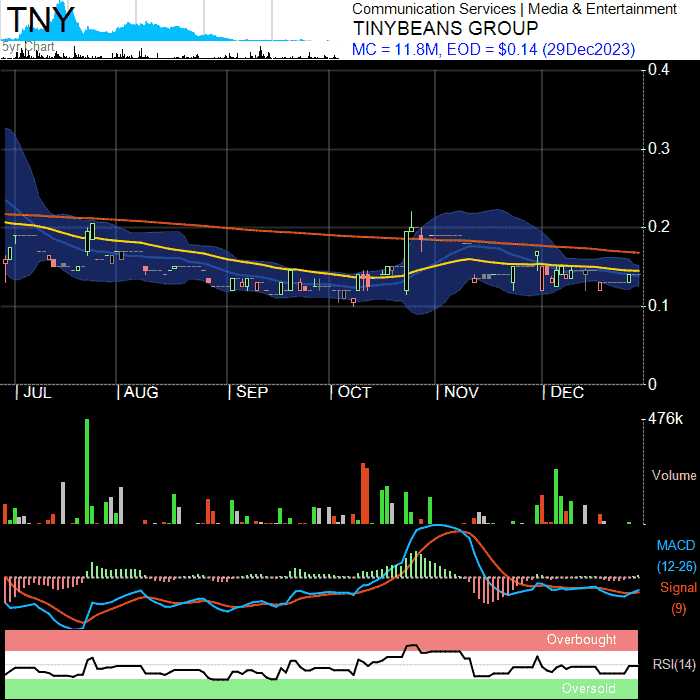 TNY
5yr Chart
Communication Services | Media & Entertainment
TINYBEANS GROUP
MC = 11.8M, EOD = $0.14 (29Dec2023)
0.4
0.3
0.2
0.1
0
JUL
AUG
SEP
OCT
NOV
DEC
476k
Volume
MACD
(12-26)
Signal
(9)
Overbought
RSI(14)
Oversold